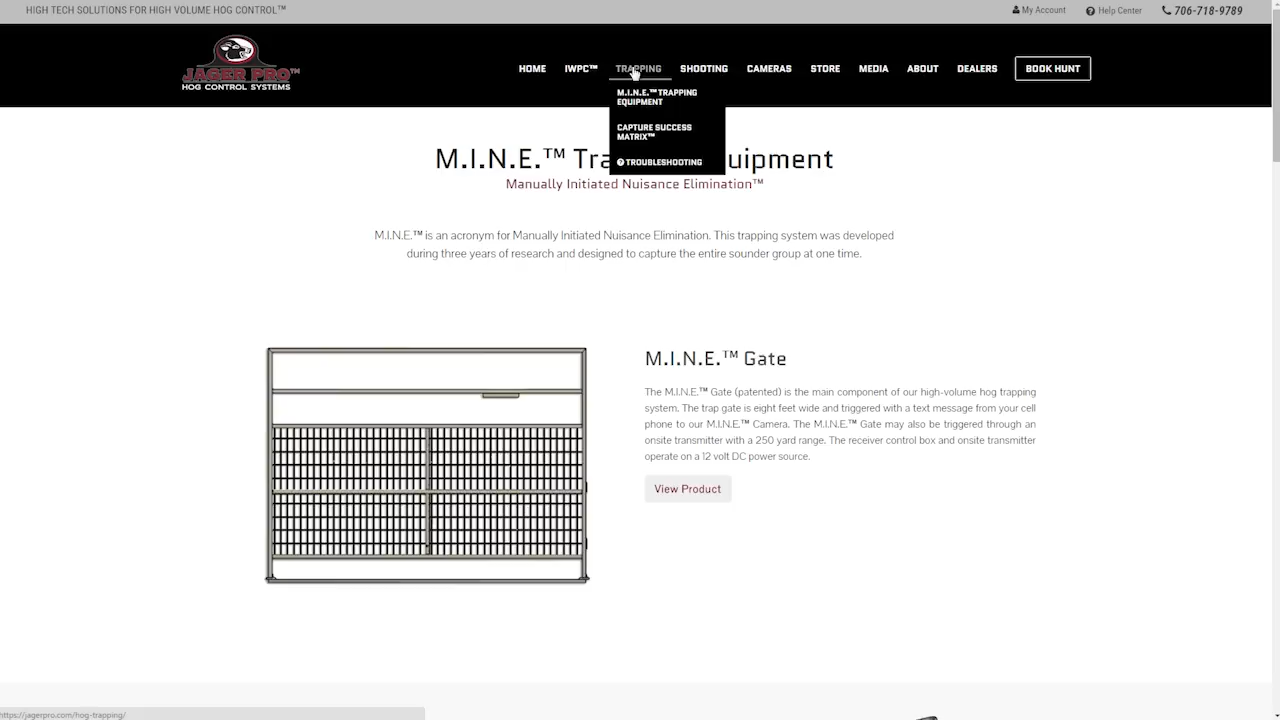 HIGH TECH SOLUTIONS FOR HIGH VOLUME HOG CONTROL™
My Account
Help Center
706-718-9789
JAGER PRO™
HOG CONTROL SYSTEMS
HOME
IWPC™
TRAPPING
SHOOTING
CAMERAS
STORE
MEDIA
ABOUT
DEALERS
BOOK HUNT
M.I.N.E.™ TRAPPING
EQUIPMENT
CAPTURE SUCCESS
MATRIX™
TROUBLESHOOTING
M.I.N.E.™ Tra uipment
Manually Initiated Nuisance Elimination™
M.I.N.E.™ is an acronym for Manually Initiated Nuisance Elimination. This trapping system was developed
during three years of research and designed to capture the entire sounder group at one time.
M.I.N.E.™ Gate
The M.I.N.E.™ Gate (patented) is the main component of our high-volume hog trapping
system. The trap gate is eight feet wide and triggered with a text message from your cell
phone to our M.I.N.E.™ Camera. The M.I.N.E.™ Gate may also be triggered through an
onsite transmitter with a 250 yard range. The receiver control box and onsite transmitter
operate on a 12 volt DC power source.
View Product
https://jagerpro.com/hog-trapping/